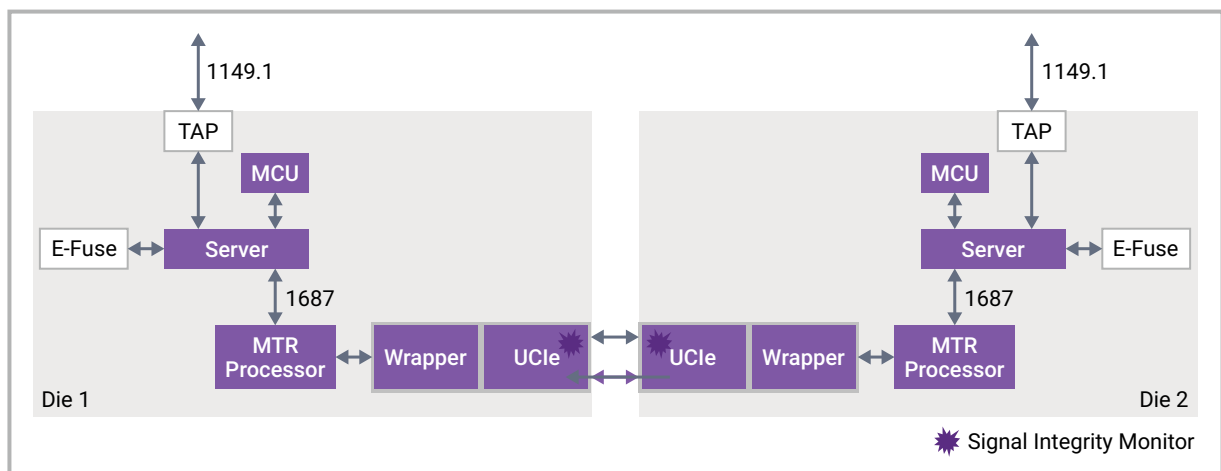 1149.1
1149.1
TAP
TAP
MCU
MCU
E-Fuse
Server
Server
E-Fuse
1687
1687
MTR
Processor
Wrapper
UCIe
UCIe
Wrapper
MTR
Processor
Die 1
Die 2
Signal Integrity Monitor